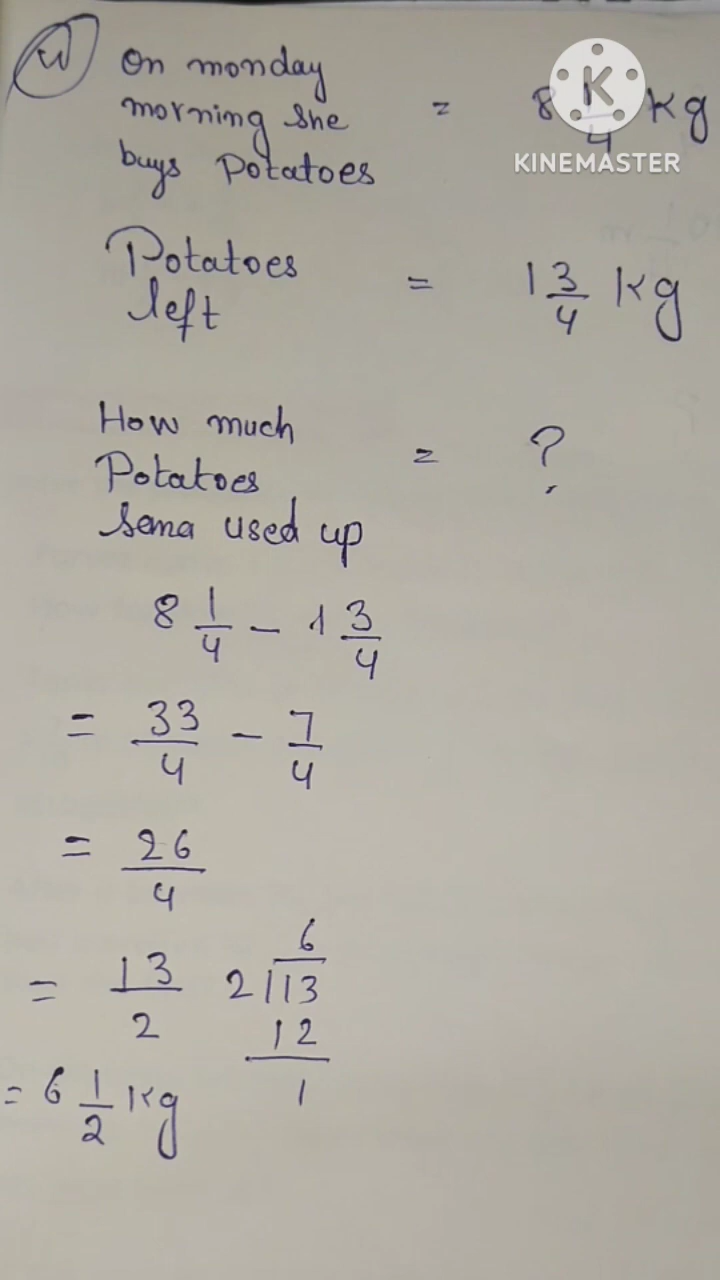 On monday
morning She = 8 1/4 kg
buys Potatoes
K
KINEMASTER
Potatoes = 1 3/4 kg
left
How much
Potatoes = ?
Sema used up
8 1/4 - 1 3/4
= 33/4 - 7/4
= 26/4
6
= 13/2 2 | 13
12
1
= 6 1/2 kg